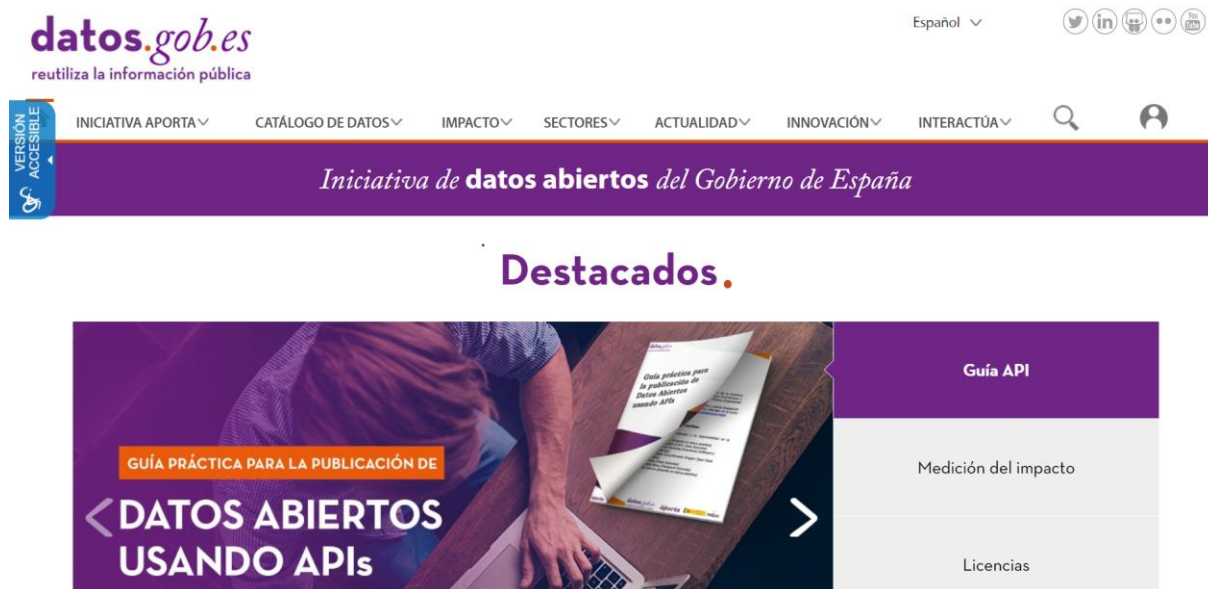 datos.gob.es
reutiliza la información pública
Español
You
Tube
VERSIÓN
ACCESIBLE
INICIATIVA APORTA
CATÁLOGO DE DATOS
IMPACTO
SECTORES
ACTUALIDAD
INNOVACIÓN
INTERACTÚA
Iniciativa de datos abiertos del Gobierno de España
Destacados.
Guía práctica para
la publicación de
Datos Abiertos
usando APIs
GUÍA PRÁCTICA PARA LA PUBLICACIÓN DE
DATOS ABIERTOS
USANDO APIs
Guía API
Medición del impacto
Licencias